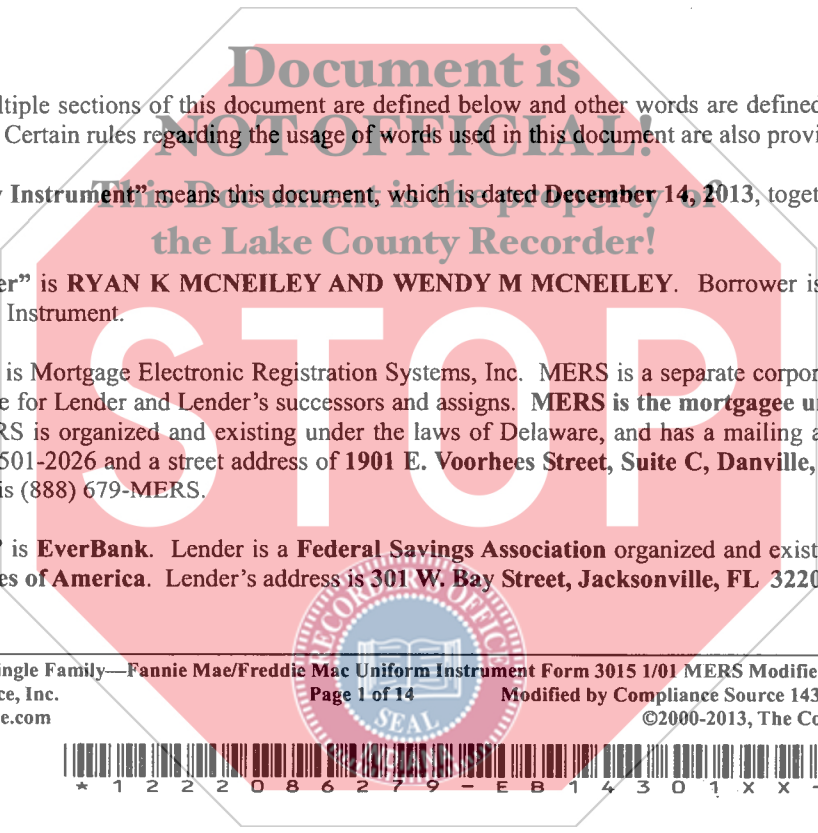 Document is
ltiple sections of this document are defined below and other words are defined
NOT OFFICIAL!
Certain rules regarding the usage of words used in this document are also provi
This Document is the property of
y Instrument” means this document, which is dated December 14, 2013, toget
the Lake County Recorder!
er” is RYAN K MCNEILEY AND WENDY M MCNEILEY. Borrower is
Instrument.
STOP
is Mortgage Electronic Registration Systems, Inc. MERS is a separate corpor
e for Lender and Lender’s successors and assigns. MERS is the mortgagee u
RS is organized and existing under the laws of Delaware, and has a mailing a
501-2026 and a street address of 1901 E. Voorhees Street, Suite C, Danville,
is (888) 679-MERS.
” is EverBank. Lender is a Federal Savings Association organized and exist
es of America. Lender’s address is 301 W. Bay Street, Jacksonville, FL 3220
RECORDER'S OFFICE
ingle Family—Fannie Mae/Freddie Mac Uniform Instrument Form 3015 1/01 MERS Modifie
ce, Inc. Page 1 of 14 Modified by Compliance Source 143
SEAL
e.com ©2000-2013, The Co
INDIANA
* 1 2 2 2 0 8 6 2 7 9 - E B 1 4 3 0 1 X X -